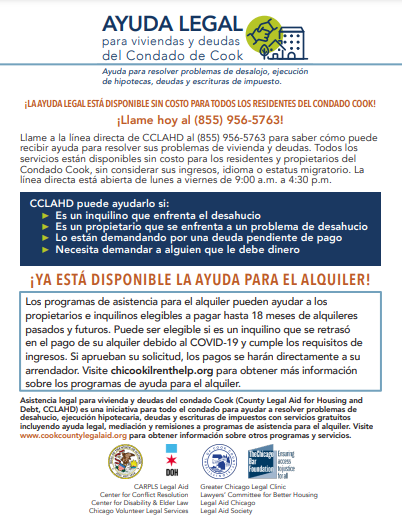 AYUDA LEGAL
para viviendas y deudas
del Condado de Cook
Ayuda para resolver problemas de desalojo, ejecución
de hipotecas, deudas y escrituras de impuesto.
¡LA AYUDA LEGAL ESTÁ DISPONIBLE SIN COSTO PARA TODOS LOS RESIDENTES DEL CONDADO COOK!
¡Llame hoy al (855) 956-5763!
Llame a la línea directa de CCLAHD al (855) 956-5763 para saber cómo puede
recibir ayuda para resolver sus problemas de vivienda y deudas. Todos los
servicios están disponibles sin costo para los residentes y propietarios del
Condado Cook, sin considerar sus ingresos, idioma o estatus migratorio. La
línea directa está abierta de lunes a viernes de 9:00 a.m. a 4:30 p.m.
CCLAHD puede ayudarlo si:
► Es un inquilino que enfrenta el desahucio
► Es un propietario que se enfrenta a un problema de desahucio
► Lo están demandando por una deuda pendiente de pago
► Necesita demandar a alguien que le debe dinero
¡YA ESTÁ DISPONIBLE LA AYUDA PARA EL ALQUILER!
Los programas de asistencia para el alquiler pueden ayudar a los
propietarios e inquilinos elegibles a pagar hasta 18 meses de alquileres
pasados y futuros. Puede ser elegible si es un inquilino que se retrasó
en el pago de su alquiler debido al COVID-19 y cumple los requisitos de
ingresos. Si aprueban su solicitud, los pagos se harán directamente a su
arrendador. Visite chicookilrenthelp.org para obtener más información
sobre los programas de ayuda para el alquiler.
Asistencia legal para vivienda y deudas del condado Cook (County Legal Aid for Housing and
Debt, CCLAHD) es una iniciativa para todo el condado para ayudar a resolver problemas de
desahucio, ejecución hipotecaria, deudas y escrituras de impuestos con servicios gratuitos
incluyendo ayuda legal, mediación y remisiones a programas de asistencia para el alquiler. Visite
www.cookcountylegalaid.org para obtener información sobre otros programas y servicios.
DOH
The Chicago
Bar
Foundation
Ensuring
access
to justice
for all
CARPLS Legal Aid
Center for Conflict Resolution
Center for Disability & Elder Law
Chicago Volunteer Legal Services
Greater Chicago Legal Clinic
Lawyers' Committee for Better Housing
Legal Aid Chicago
Legal Aid Society